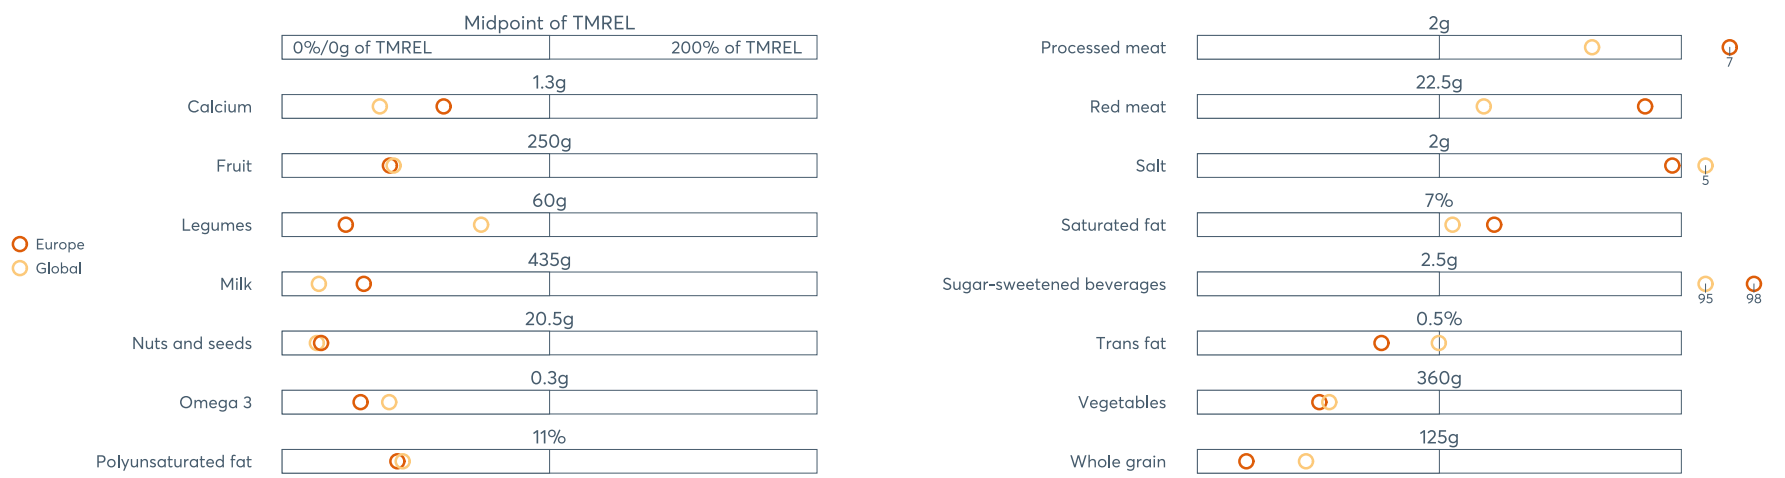 Midpoint of TMREL
0%/0g of TMREL
200% of TMREL
1.3g
Calcium
250g
Fruit
60g
Legumes
435g
Milk
20.5g
Nuts and seeds
0.3g
Omega 3
11%
Polyunsaturated fat
Europe
Global
2g
Processed meat
7
22.5g
Red meat
2g
Salt
5
7%
Saturated fat
2.5g
Sugar-sweetened beverages
95
98
0.5%
Trans fat
360g
Vegetables
125g
Whole grain